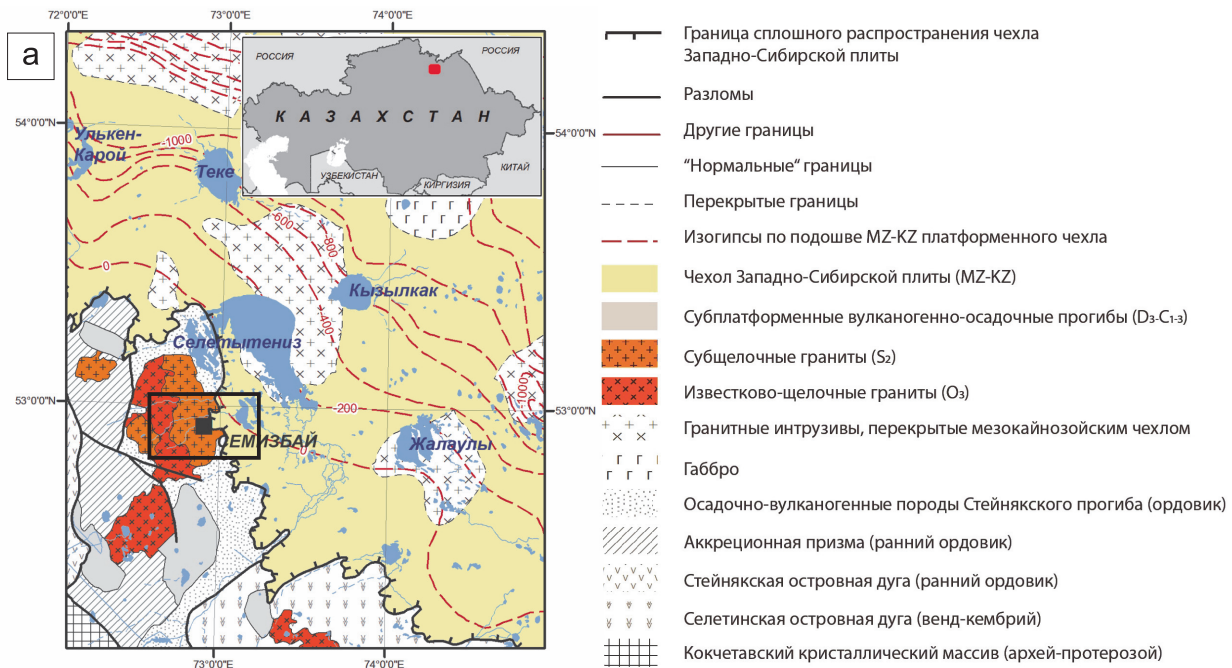 a
72°0'0"E
73°0'0"E
74°0'0"E
РОССИЯ
РОССИЯ
КАЗАХСТАН
УЗБЕКИСТАН
КИРГИЗИЯ
КИТАЙ
54°0'0"N
54°0'0"N
Улькен-
Карой
-1000
Теке
-600
-800
0
Кызылкак
-400
Селетытениз
53°0'0"N
-200
-1000
53°0'0"N
СЕМИЗБАЙ
0
Жалаулы
73°0'0"E
74°0'0"E
Граница сплошного распространения чехла
Западно-Сибирской плиты
Разломы
Другие границы
"Нормальные" границы
Перекрытые границы
Изогипсы по подошве MZ-KZ платформенного чехла
Чехол Западно-Сибирской плиты (MZ-KZ)
Субплатформенные вулканогенно-осадочные прогибы (D3-C1-3)
Субщелочные граниты (S2)
Известково-щелочные граниты (O3)
Гранитные интрузивы, перекрытые мезокайнозойским чехлом
Габбро
Осадочно-вулканогенные породы Стейнякского прогиба (ордовик)
Аккреционная призма (ранний ордовик)
Стейнякская островная дуга (ранний ордовик)
Селетинская островная дуга (венд-кембрий)
Кокчетавский кристаллический массив (архей-протерозой)